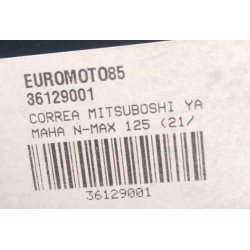 EUROMOTO85
36129001
CORREA MITSUBOSHI YA
MAHA N-MAX 125 (21/
36129001